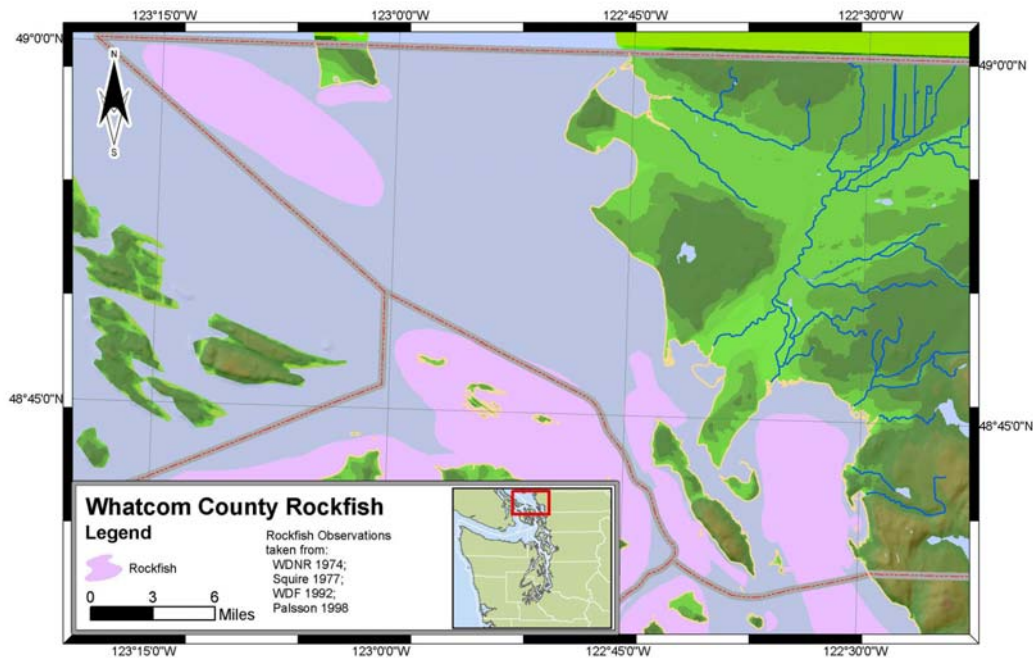 123°15'0"W 123°0'0"W 122°45'0"W 122°30'0"W
49°0'0"N
49°0'0"N
N
S
48°45'0"N
48°45'0"N
Whatcom County Rockfish
Legend
Rockfish
Rockfish Observations
taken from:
WDNR 1974;
Squire 1977;
WDF 1992;
Palsson 1998
0 3 6
Miles
123°15'0"W 123°0'0"W 122°45'0"W 122°30'0"W